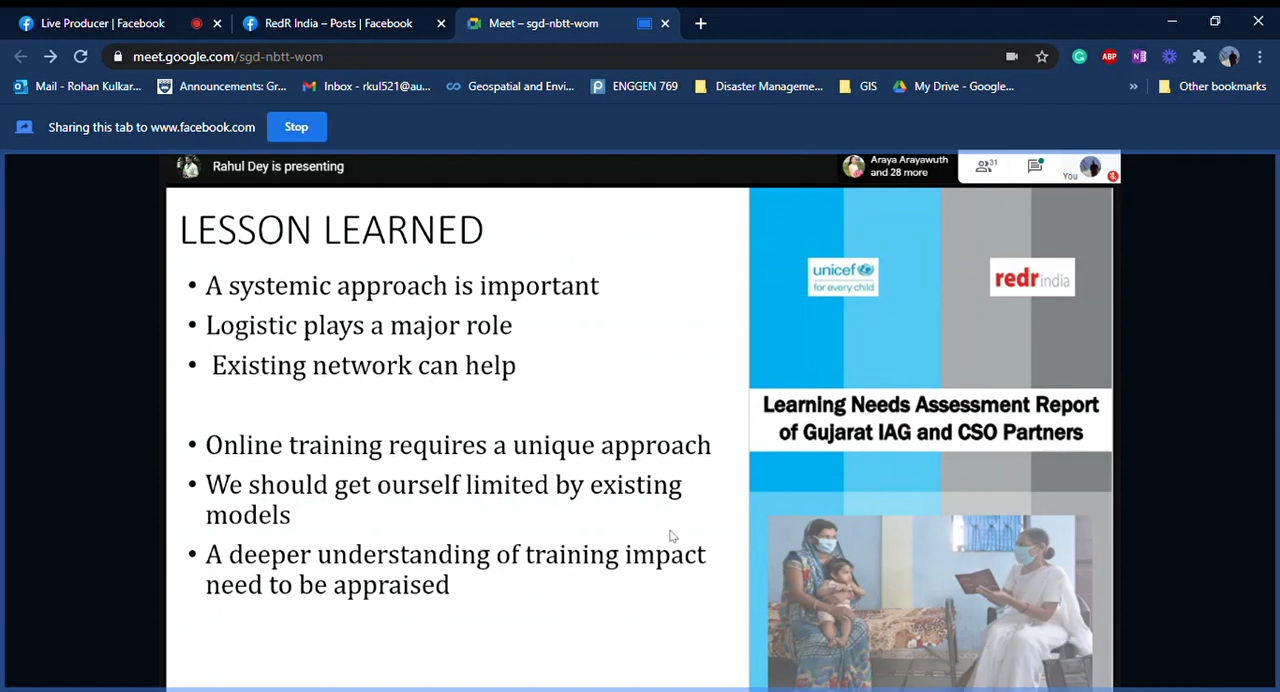 Live Producer | Facebook
RedR India – Posts | Facebook
Meet – sgd-nbtt-wom
meet.google.com/sgd-nbtt-wom
Mail - Rohan Kulkar...
Announcements: Gr...
Inbox - rkul521@au...
Geospatial and Envi...
ENGGEN 769
Disaster Manageme...
GIS
My Drive - Google...
»
Other bookmarks
Sharing this tab to www.facebook.com
Stop
Rahul Dey is presenting
Araya Arayawuth
and 28 more
31
You
LESSON LEARNED
• A systemic approach is important
• Logistic plays a major role
• Existing network can help
• Online training requires a unique approach
• We should get ourself limited by existing
models
• A deeper understanding of training impact
need to be appraised
unicef
for every child
redr india
Learning Needs Assessment Report
of Gujarat IAG and CSO Partners